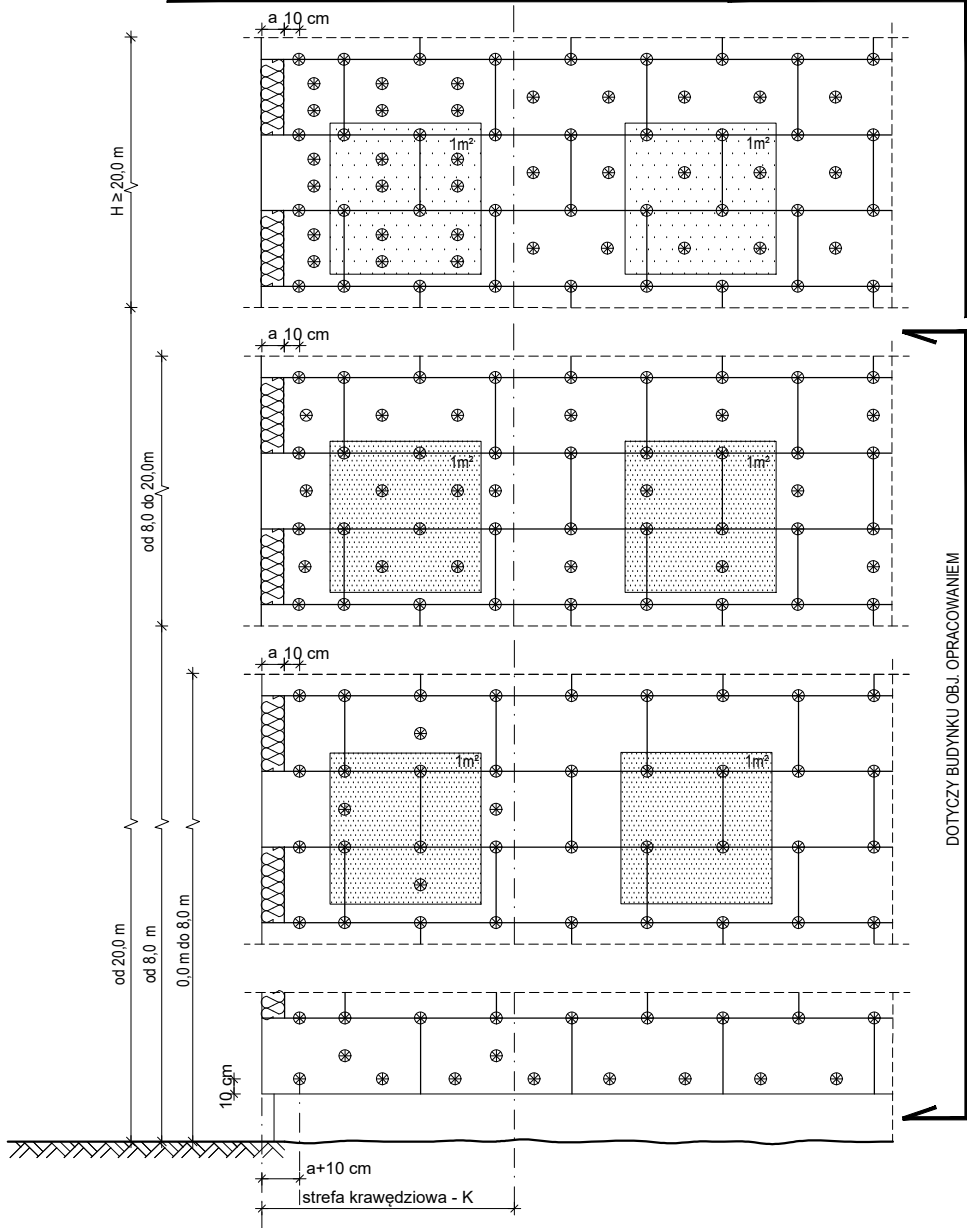 a 10 cm
1m²
1m²
H ≥ 20,0 m
a 10 cm
1m²
1m²
od 8,0 do 20,0m
a 10 cm
1m²
1m²
DOTYCZY BUDYNKU OBJ. OPRACOWANIEM
od 20,0 m
od 8,0 m
0,0 m do 8,0 m
10 cm
a+10 cm
strefa krawędziowa - K